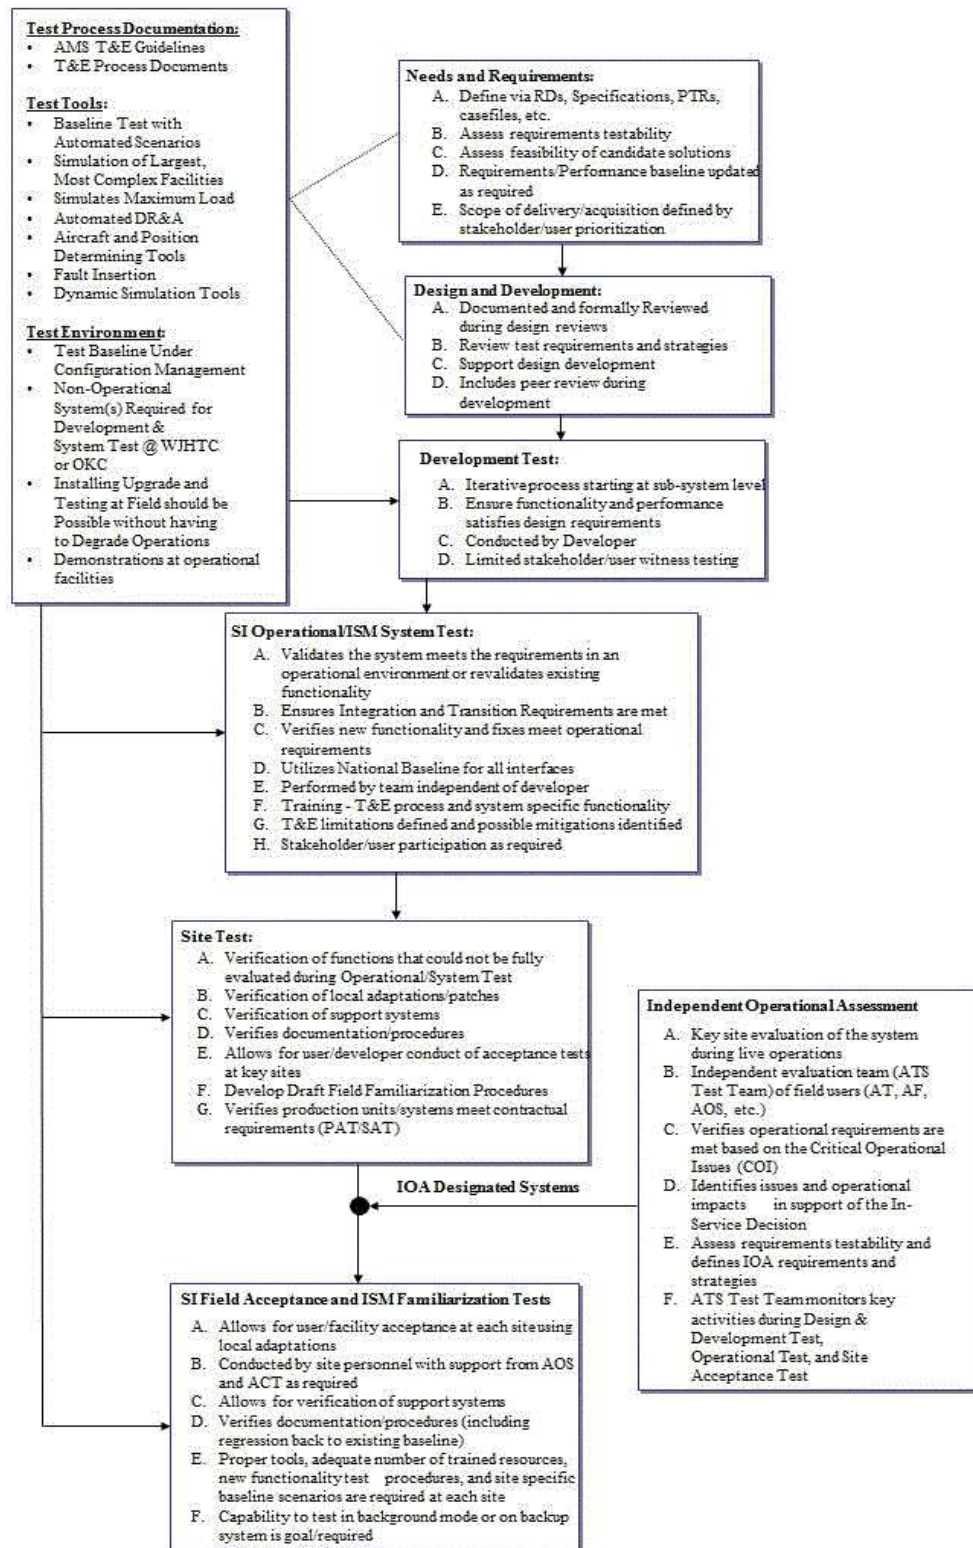 Test Process Documentation:
• AMS T&E Guidelines
• T&E Process Documents
Test Tools:
• Baseline Test with
Automated Scenarios
• Simulation of Largest,
Most Complex Facilities
• Simulates Maximum Load
• Automated DR&A
• Aircraft and Position
Determining Tools
• Fault Insertion
• Dynamic Simulation Tools
Test Environment:
• Test Baseline Under
Configuration Management
• Non-Operational
System(s) Required for
Development &
System Test @ WJHTC
or OKC
• Installing Upgrade and
Testing at Field should be
Possible without having
to Degrade Operations
• Demonstrations at operational
facilities
Needs and Requirements:
A. Define via RDs, Specifications, PTRs,
casefiles, etc.
B. Assess requirements testability
C. Assess feasibility of candidate solutions
D. Requirements/Performance baseline updated
as required
E. Scope of delivery/acquisition defined by
stakeholder/user prioritization
Design and Development:
A. Documented and formally Reviewed
during design reviews
B. Review test requirements and strategies
C. Support design development
D. Includes peer review during
development
Development Test:
A. Iterative process starting at sub-system level
B. Ensure functionality and performance
satisfies design requirements
C. Conducted by Developer
D. Limited stakeholder/user witness testing
SI Operational/ISM System Test:
A. Validates the system meets the requirements in an
operational environment or revalidates existing
functionality
B. Ensures Integration and Transition Requirements are met
C. Verifies new functionality and fixes meet operational
requirements
D. Utilizes National Baseline for all interfaces
E. Performed by team independent of developer
F. Training - T&E process and system specific functionality
G. T&E limitations defined and possible mitigations identified
H. Stakeholder/user participation as required
Site Test:
A. Verification of functions that could not be fully
evaluated during Operational/System Test
B. Verification of local adaptations/patches
C. Verification of support systems
D. Verifies documentation/procedures
E. Allows for user/developer conduct of acceptance tests
at key sites
F. Develop Draft Field Familiarization Procedures
G. Verifies production units/systems meet contractual
requirements (PAT/SAT)
Independent Operational Assessment
A. Key site evaluation of the system
during live operations
B. Independent evaluation team (ATS
Test Team) of field users (AT, AF,
AOS, etc.)
C. Verifies operational requirements are
met based on the Critical Operational
Issues (COI)
D. Identifies issues and operational
impacts in support of the In-
Service Decision
E. Assess requirements testability and
defines IOA requirements and
strategies
F. ATS Test Team monitors key
activities during Design &
Development Test,
Operational Test, and Site
Acceptance Test
IOA Designated Systems
SI Field Acceptance and ISM Familiarization Tests
A. Allows for user/facility acceptance at each site using
local adaptations
B. Conducted by site personnel with support from AOS
and ACT as required
C. Allows for verification of support systems
D. Verifies documentation/procedures (including
regression back to existing baseline)
E. Proper tools, adequate number of trained resources,
new functionality test procedures, and site specific
baseline scenarios are required at each site
F. Capability to test in background mode or on backup
system is goal/required